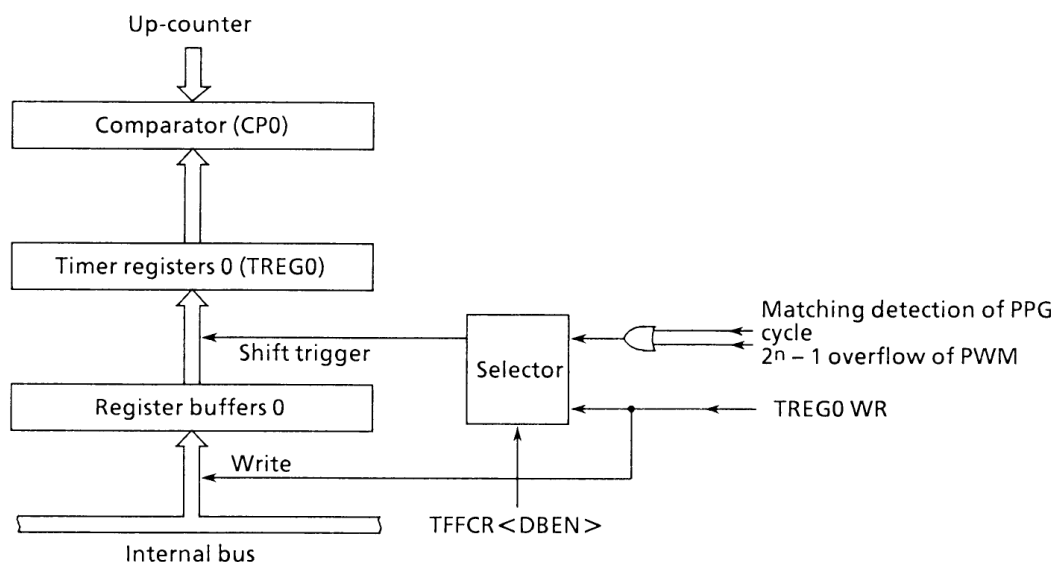 Up-counter
Comparator (CP0)
Timer registers 0 (TREG0)
Matching detection of PPG
cycle
2ⁿ – 1 overflow of PWM
Shift trigger
Selector
Register buffers 0
TREG0 WR
Write
TFFCR<DBEN>
Internal bus